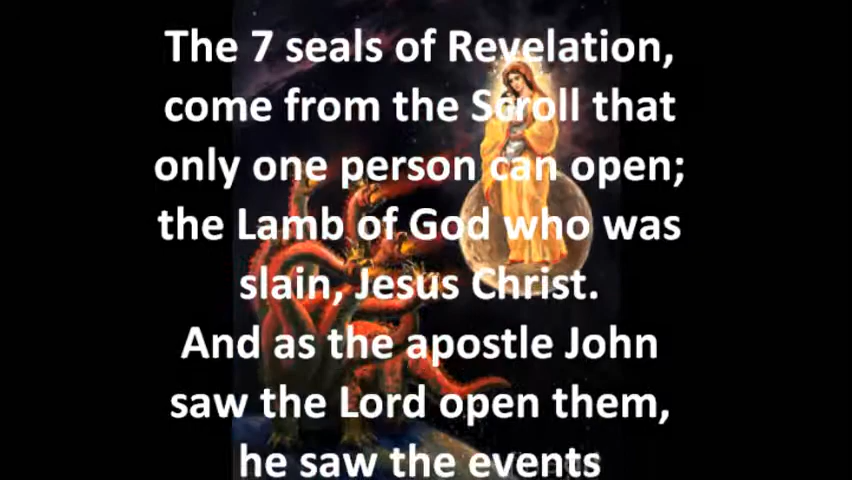 The 7 seals of Revelation,
come from the Scroll that
only one person can open;
the Lamb of God who was
slain, Jesus Christ.
And as the apostle John
saw the Lord open them,
he saw the events